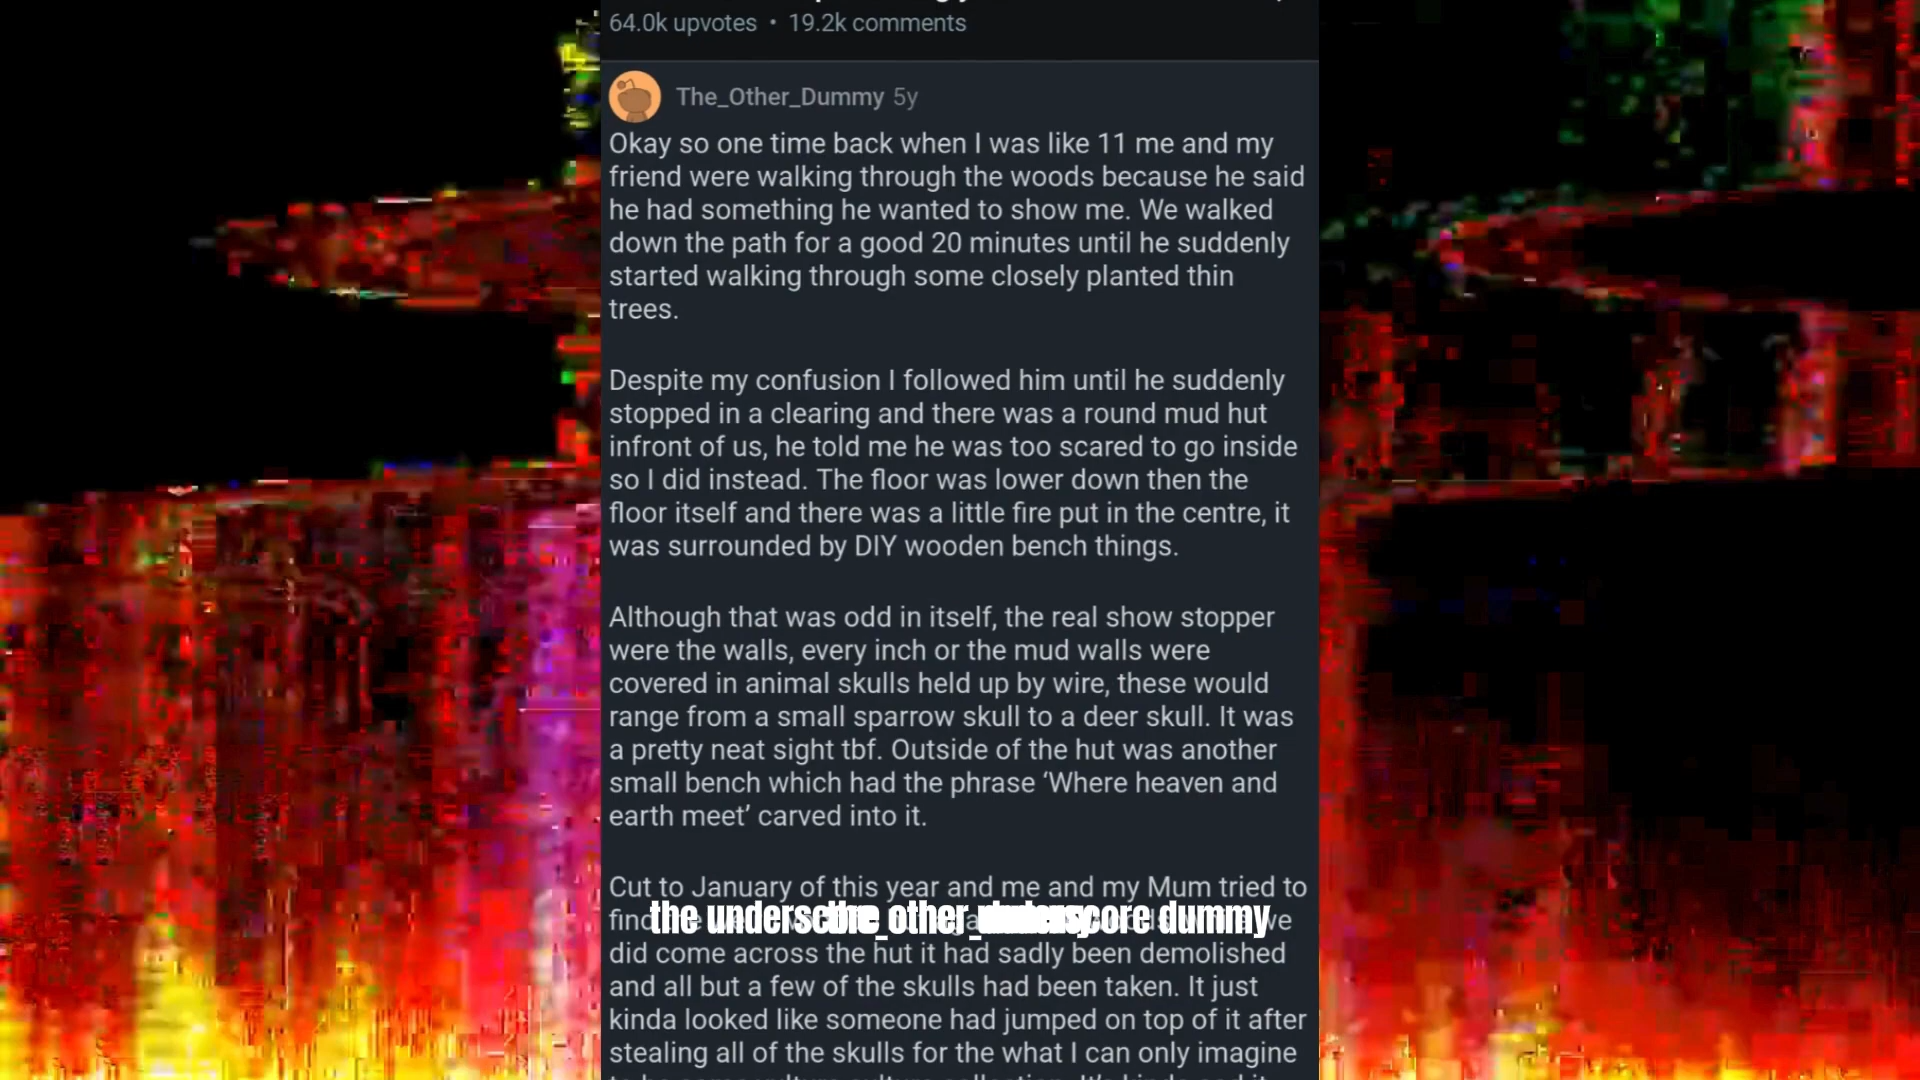 64.0k upvotes • 19.2k comments
The_Other_Dummy 5y
Okay so one time back when I was like 11 me and my
friend were walking through the woods because he said
he had something he wanted to show me. We walked
down the path for a good 20 minutes until he suddenly
started walking through some closely planted thin
trees.
Despite my confusion I followed him until he suddenly
stopped in a clearing and there was a round mud hut
infront of us, he told me he was too scared to go inside
so I did instead. The floor was lower down then the
floor itself and there was a little fire put in the centre, it
was surrounded by DIY wooden bench things.
Although that was odd in itself, the real show stopper
were the walls, every inch or the mud walls were
covered in animal skulls held up by wire, these would
range from a small sparrow skull to a deer skull. It was
a pretty neat sight tbf. Outside of the hut was another
small bench which had the phrase ‘Where heaven and
earth meet’ carved into it.
Cut to January of this year and me and my Mum tried to
the underscore other underscore dummy
did come across the hut it had sadly been demolished
and all but a few of the skulls had been taken. It just
kinda looked like someone had jumped on top of it after
stealing all of the skulls for the what I can only imagine